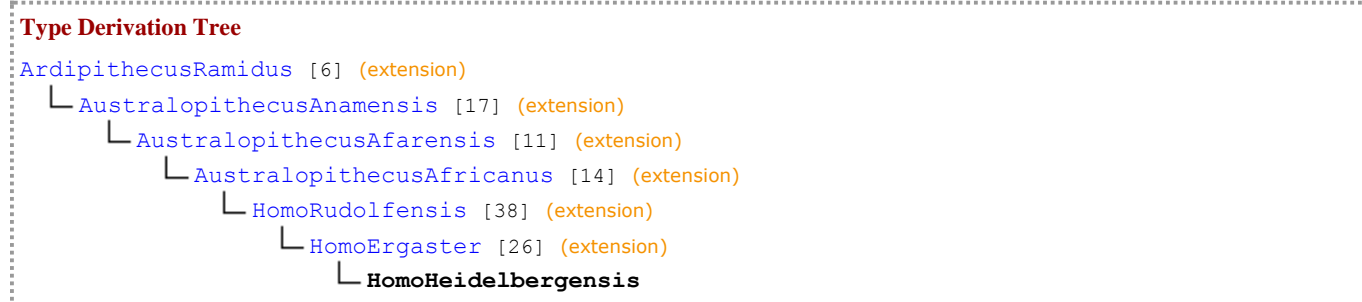 Type Derivation Tree
ArdipithecusRamidus [6] (extension)
AustralopithecusAnamensis [17] (extension)
AustralopithecusAfarensis [11] (extension)
AustralopithecusAfricanus [14] (extension)
HomoRudolfensis [38] (extension)
HomoErgaster [26] (extension)
HomoHeidelbergensis